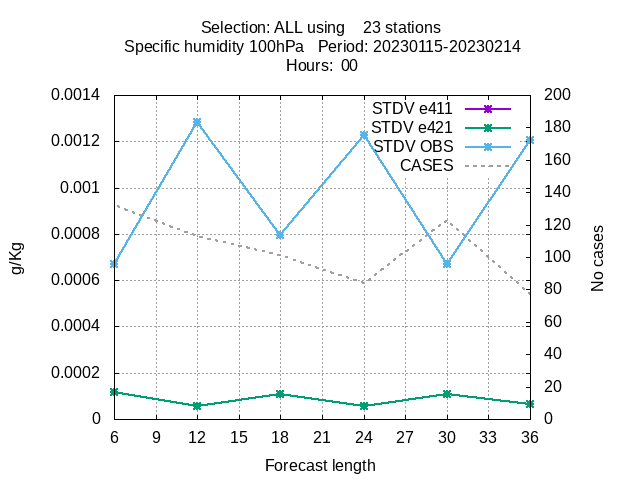 Selection: ALL using    23 stations
Specific humidity 100hPa   Period: 20230115-20230214
Hours:  00
0.0014
0.0012
0.001
0.0008
0.0006
0.0004
0.0002
0
g/Kg
STDV e411
STDV e421
STDV OBS
CASES
200
180
160
140
120
100
80
60
40
20
0
No cases
6 9 12 15 18 21 24 27 30 33 36
Forecast length